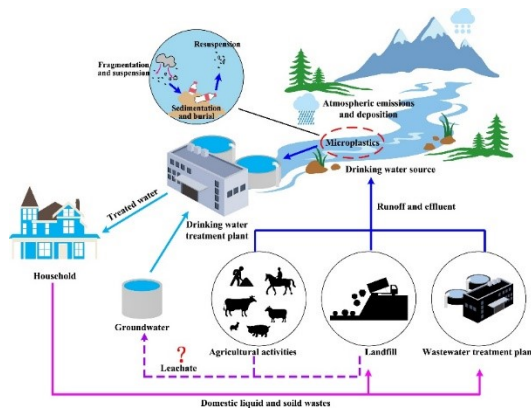 Resuspension
Fragmentation
and suspension
Sedimentation
and burial
Atmospheric emissions
and deposition
Microplastics
Drinking water source
Treated water
Drinking water
treatment plant
Runoff and effluent
Household
Groundwater
?
Leachate
Agricultural activities
Landfill
Wastewater treatment plan
Domestic liquid and soild wastes